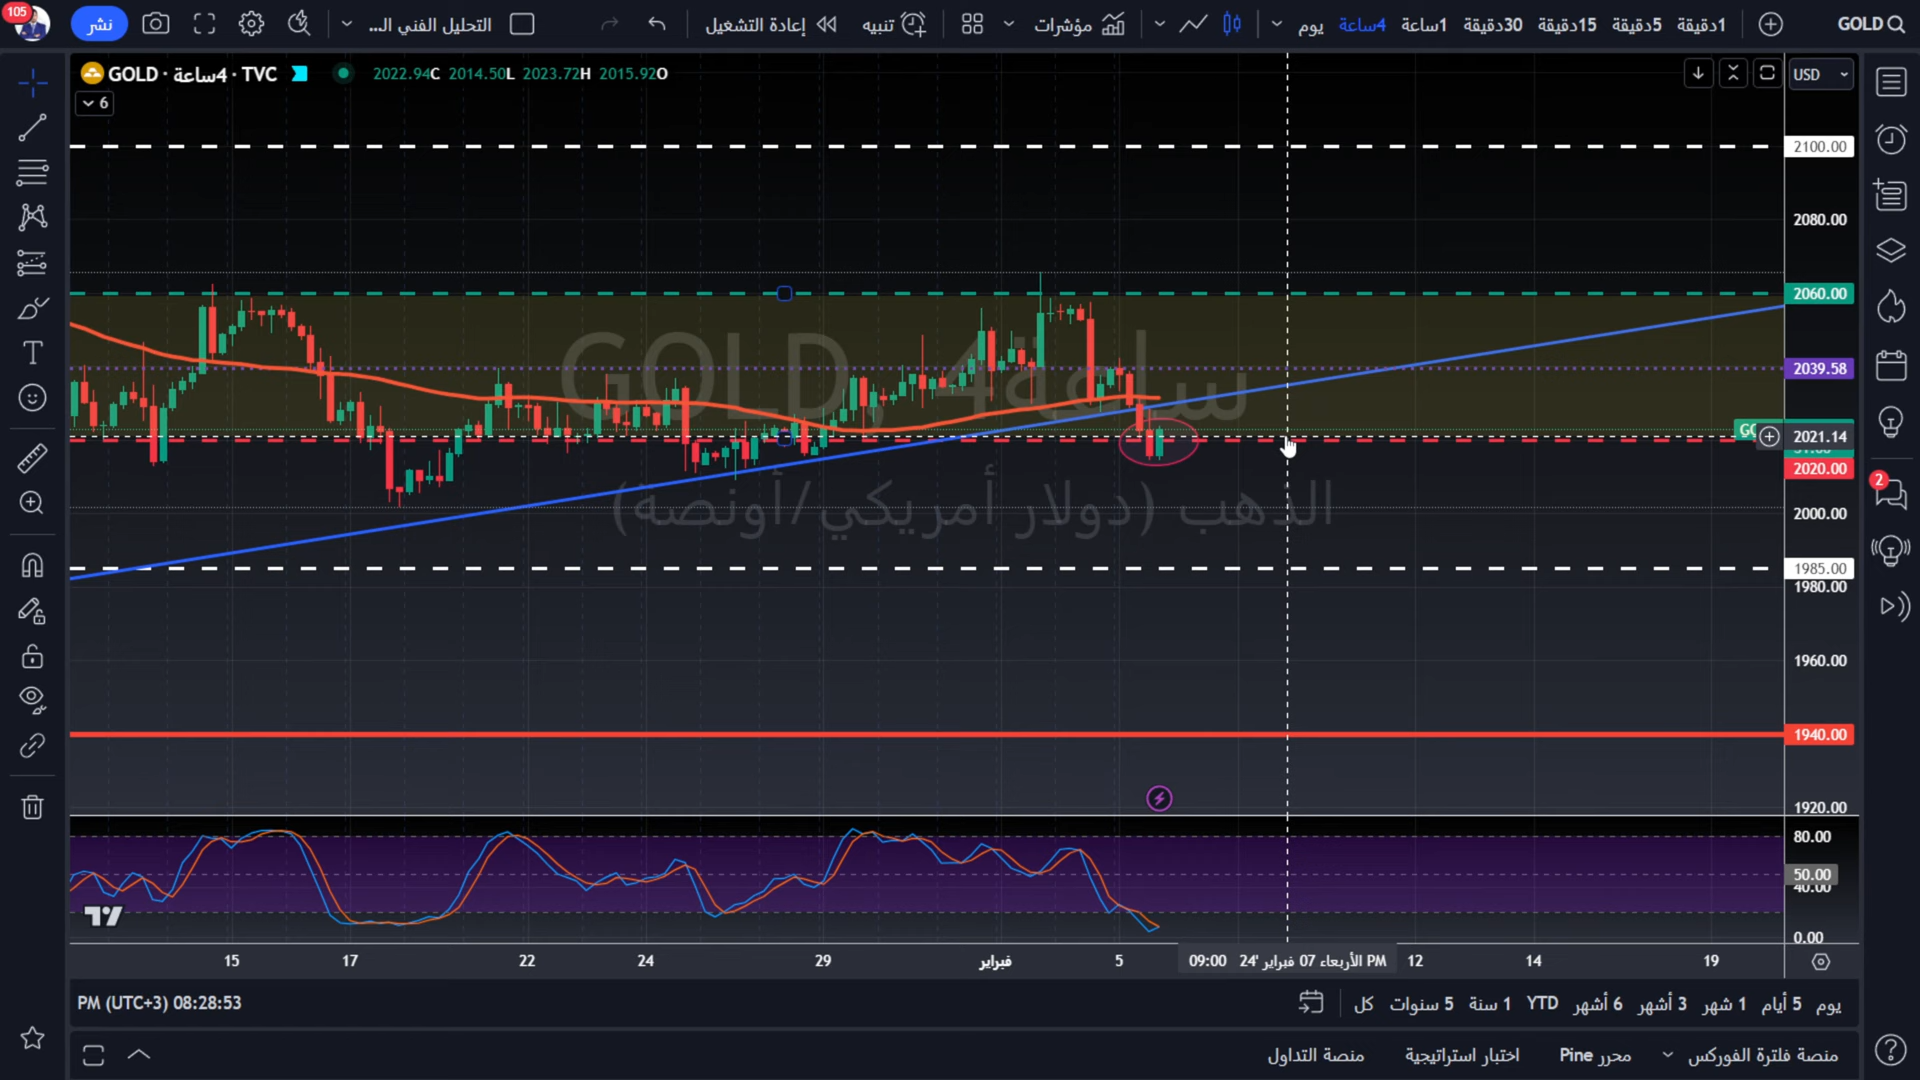 105
نشر
التحليل الفني الـ...
إعادة التشغيل
تنبيه
مؤشرات
يوم
4ساعة
1ساعة
30دقيقة
15دقيقة
5دقيقة
1دقيقة
GOLD
GOLD · 4ساعة · TVC
2022.94C 2014.50L 2023.72H 2015.92O
6
USD
GOLD, 4ساعة
الذهب (دولار أمريكي/أونصة)
2100.00
2080.00
2060.00
2039.58
2021.14
2020.00
2000.00
1985.00
1980.00
1960.00
1940.00
1920.00
2
80.00
50.00
40.00
0.00
15
17
22
24
29
فبراير
5
09:00 PM الأربعاء 07 فبراير '24
12
14
19
PM (UTC+3) 08:28:53
كل
5 سنوات
1 سنة
YTD
6 أشهر
3 أشهر
1 شهر
5 أيام
يوم
منصة التداول
اختبار استراتيجية
محرر Pine
منصة فلترة الفوركس